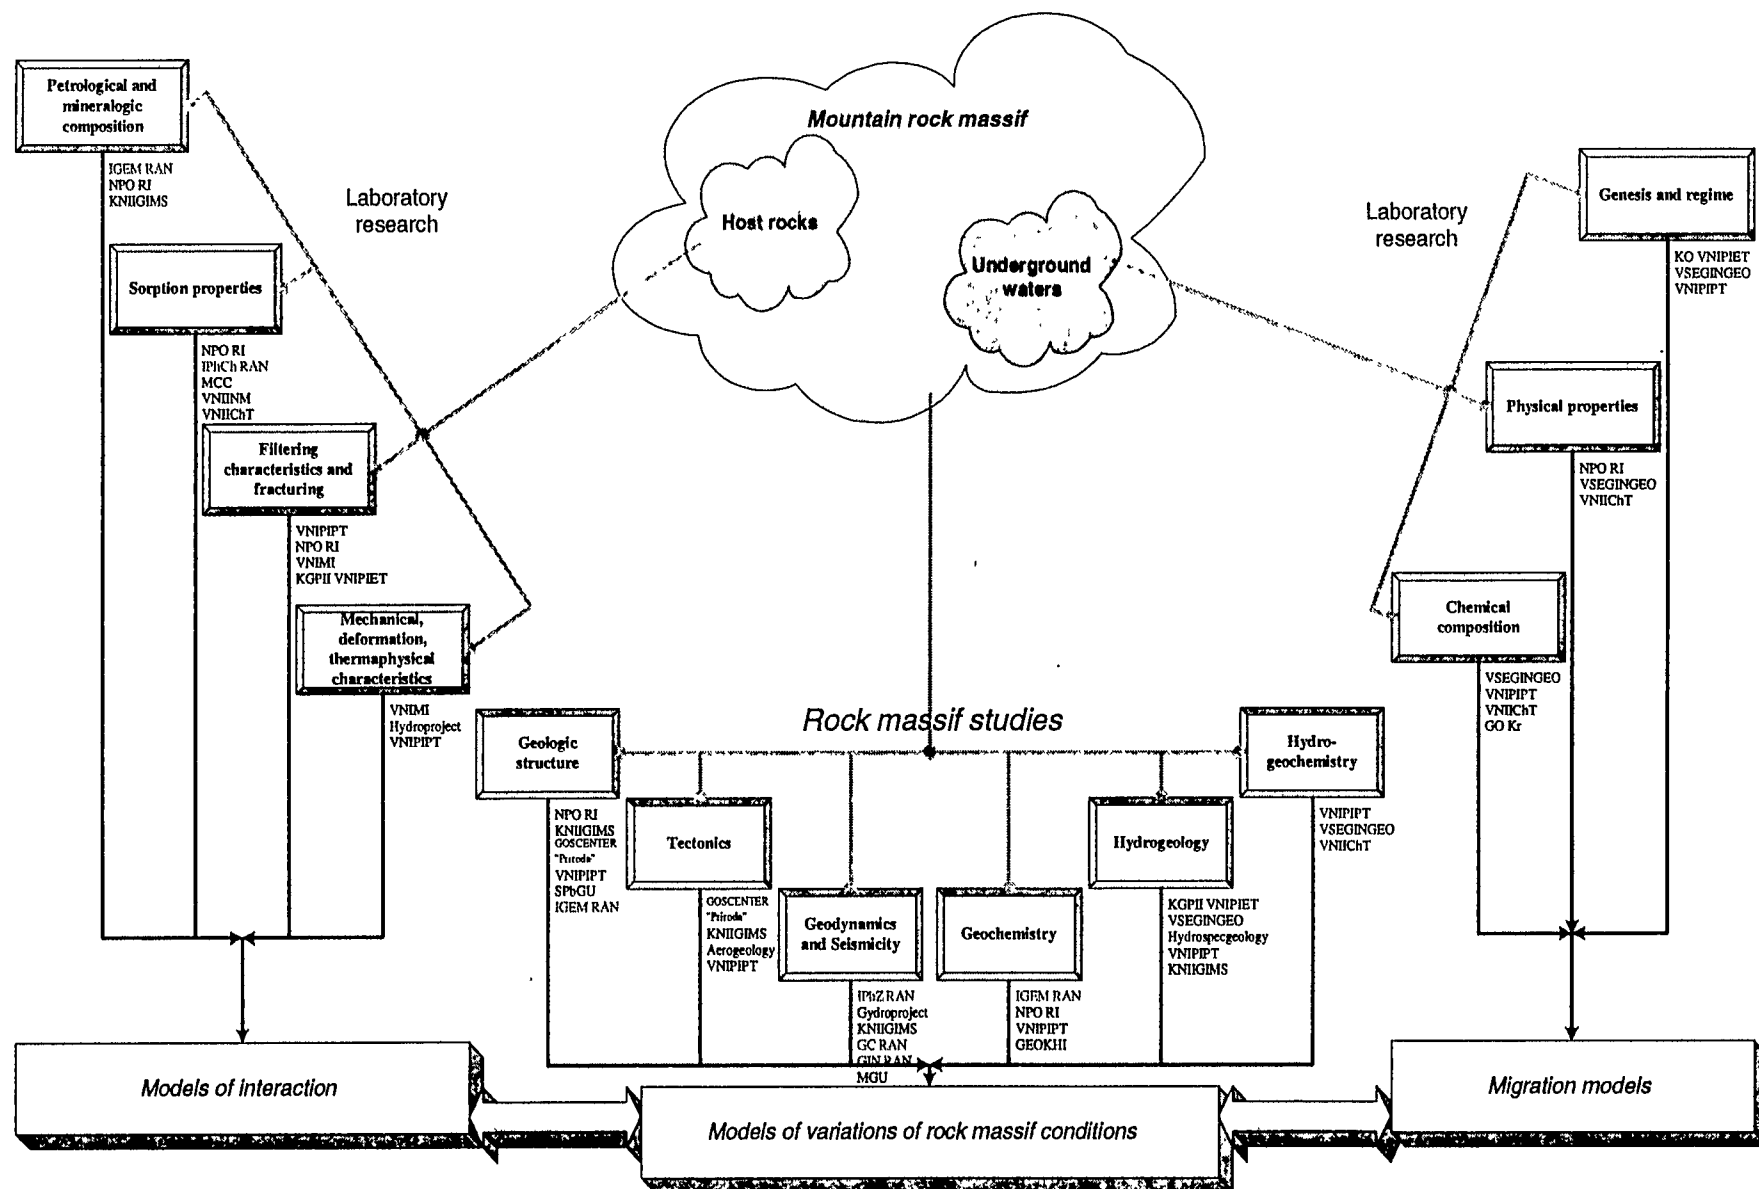 Mountain rock massif
Host rocks
Underground
waters
Laboratory
research
Petrological and
mineralogic
composition
IGEM RAN
NPO RI
KNIIGIMS
Sorption properties
NPO RI
IPhCh RAN
MCC
VNIINM
VNIIChT
Filtering
characteristics and
fracturing
VNIPIPT
NPO RI
VNIMI
KGPII VNIPIET
Mechanical,
deformation,
thermaphysical
characteristics
VNIMI
Hydroproject
VNIPIPT
Laboratory
research
Genesis and regime
KO VNIPIET
VSEGINGEO
VNIPIPT
Physical properties
NPO RI
VSEGINGEO
VNIIChT
Chemical
composition
VSEGINGEO
VNIPIPT
VNIIChT
GO Kr
Rock massif studies
Geologic
structure
NPO RI
KNIIGIMS
GOSCENTER
"Priroda"
VNIPIPT
SPbGU
IGEM RAN
Tectonics
GOSCENTER
"Priroda"
KNIIGIMS
Aerogeology
VNIPIPT
Geodynamics
and Seismicity
IPhZ RAN
Gydroproject
KNIIGIMS
GC RAN
GIN RAN
MGU
Geochemistry
IGEM RAN
NPO RI
VNIPIPT
GEOKHI
Hydrogeology
KGPII VNIPIET
VSEGINGEO
Hydrospecgeology
VNIPIPT
KNIIGIMS
Hydro-
geochemistry
VNIPIPT
VSEGINGEO
VNIIChT
Models of interaction
Models of variations of rock massif conditions
Migration models